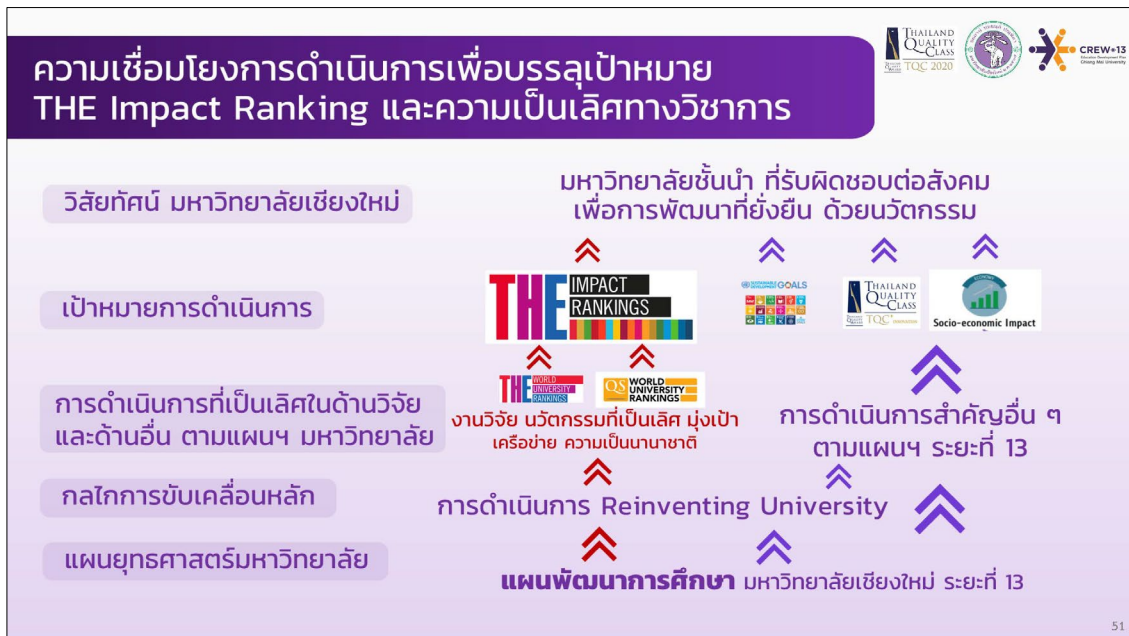 ความเชื่อมโยงการดำเนินการเพื่อบรรลุเป้าหมาย
THE Impact Ranking และความเป็นเลิศทางวิชาการ
THAILAND
QUALITY
CLASS
TQC 2020
CREW+13
Education Development Plan
Chiang Mai University
วิสัยทัศน์ มหาวิทยาลัยเชียงใหม่
มหาวิทยาลัยชั้นนำ ที่รับผิดชอบต่อสังคม
เพื่อการพัฒนาที่ยั่งยืน ด้วยนวัตกรรม
เป้าหมายการดำเนินการ
THE IMPACT
RANKINGS
SUSTAINABLE
DEVELOPMENT GOALS
THAILAND
QUALITY
CLASS
TQC+
ECONOMY
Socio-economic Impact
การดำเนินการที่เป็นเลิศในด้านวิจัย
และด้านอื่น ตามแผนฯ มหาวิทยาลัย
THE WORLD
UNIVERSITY
RANKINGS
QS WORLD
UNIVERSITY
RANKINGS
งานวิจัย นวัตกรรมที่เป็นเลิศ มุ่งเป้า
เครือข่าย ความเป็นนานาชาติ
การดำเนินการสำคัญอื่น ๆ
ตามแผนฯ ระยะที่ 13
กลไกการขับเคลื่อนหลัก
การดำเนินการ Reinventing University
แผนยุทธศาสตร์มหาวิทยาลัย
แผนพัฒนาการศึกษา มหาวิทยาลัยเชียงใหม่ ระยะที่ 13
51